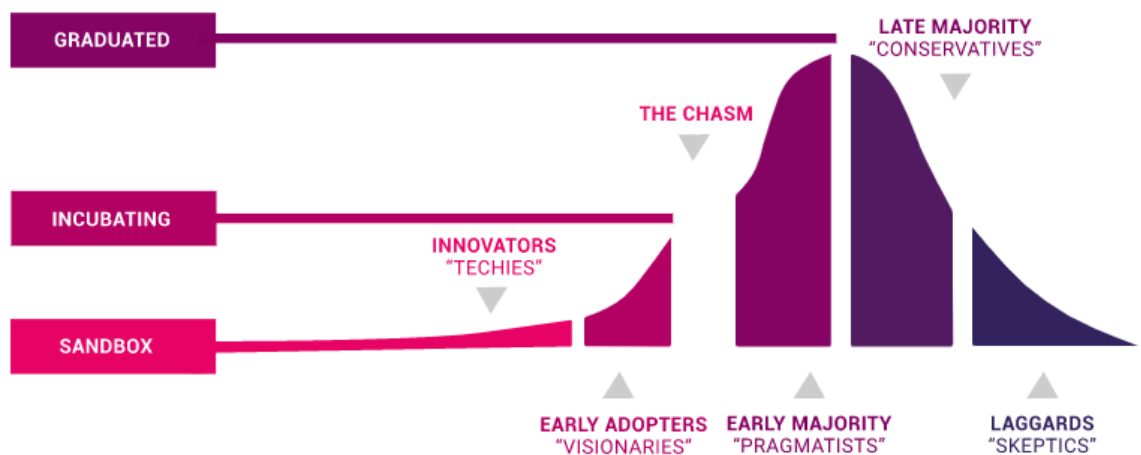 GRADUATED
LATE MAJORITY
“CONSERVATIVES”
THE CHASM
INCUBATING
INNOVATORS
“TECHIES”
SANDBOX
EARLY ADOPTERS
“VISIONARIES”
EARLY MAJORITY
“PRAGMATISTS”
LAGGARDS
“SKEPTICS”